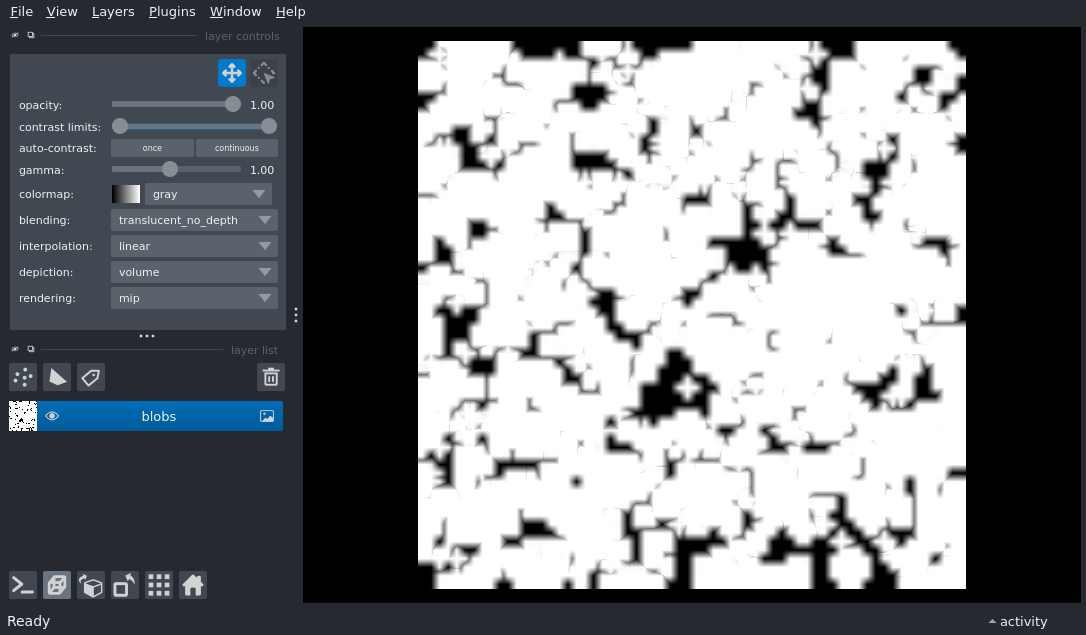 File View Layers Plugins Window Help
layer controls
opacity: 1.00
contrast limits:
auto-contrast: once continuous
gamma: 1.00
colormap: gray
blending: translucent_no_depth
interpolation: linear
depiction: volume
rendering: mip
layer list
blobs
Ready activity